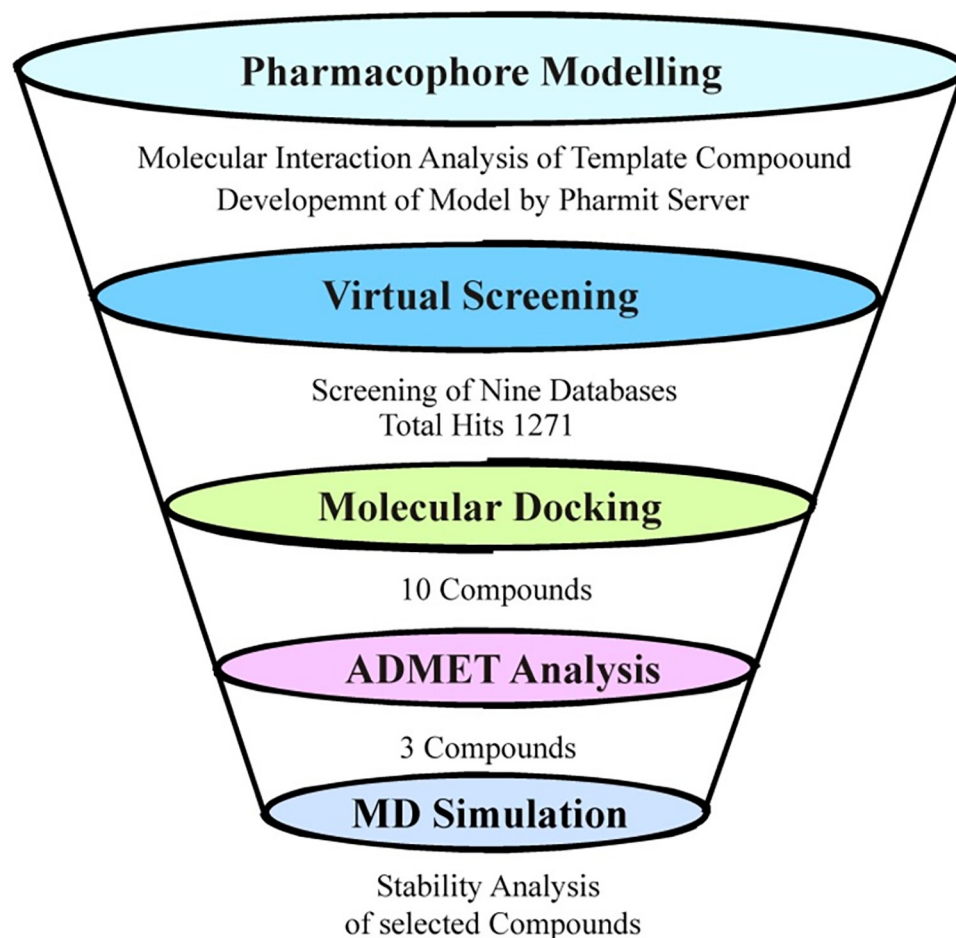 Pharmacophore Modelling
Molecular Interaction Analysis of Template Compoound
Developemnt of Model by Pharmit Server
Virtual Screening
Screening of Nine Databases
Total Hits 1271
Molecular Docking
10 Compounds
ADMET Analysis
3 Compounds
MD Simulation
Stability Analysis
of selected Compounds